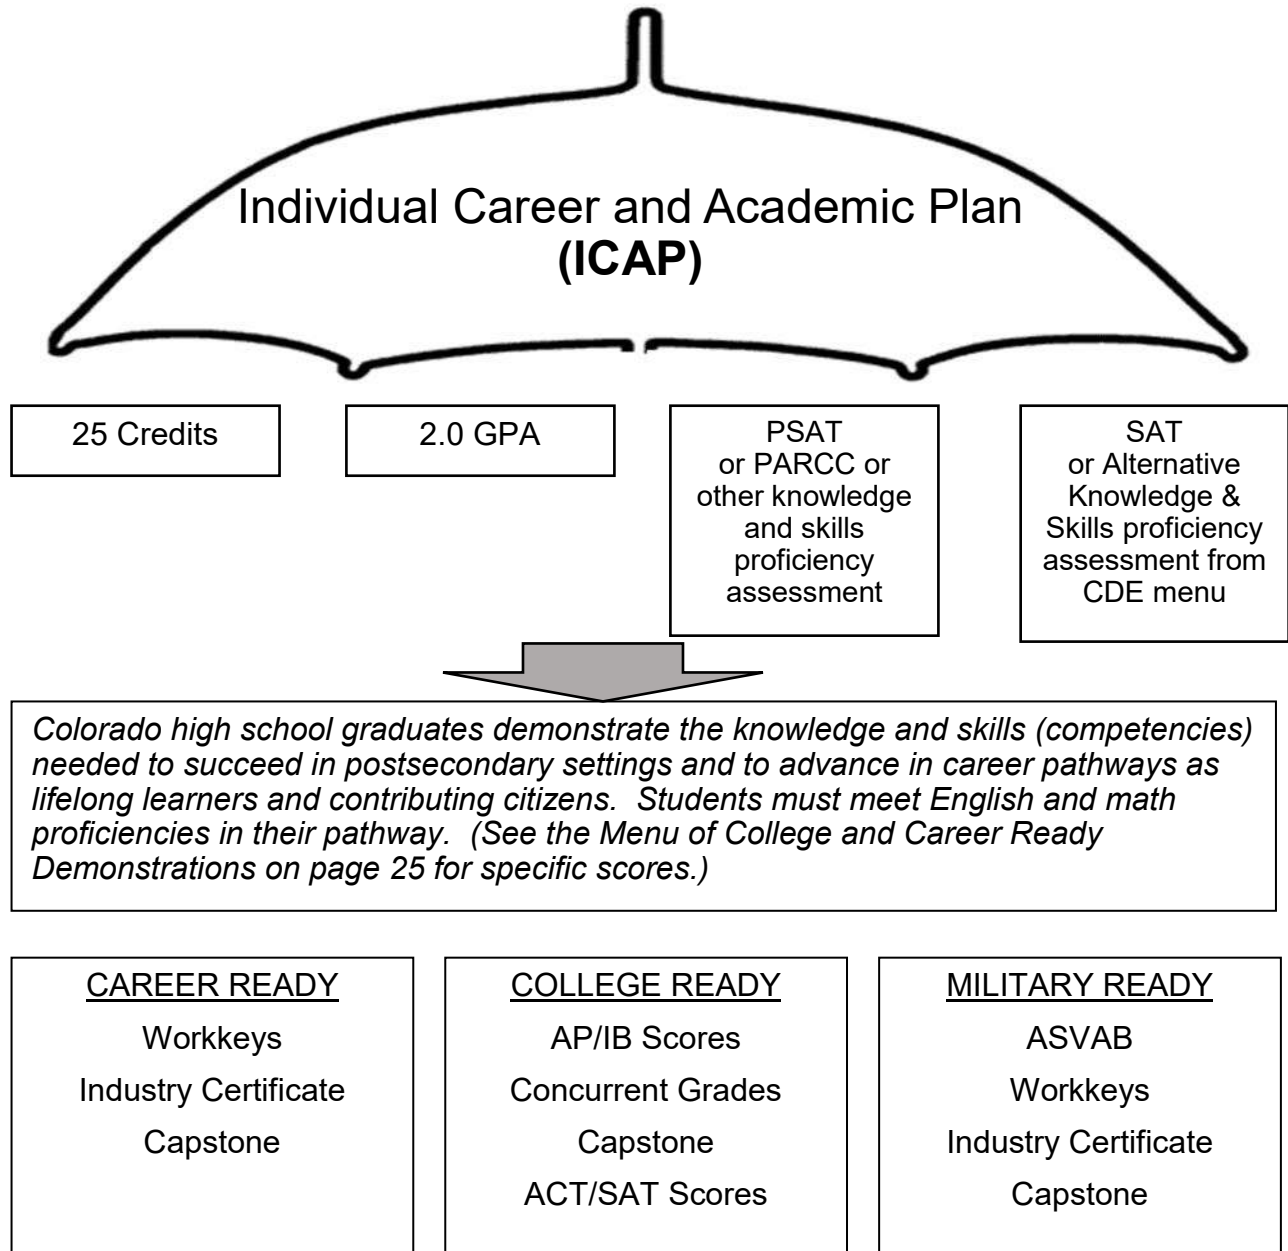 Individual Career and Academic Plan
(ICAP)
25 Credits
2.0 GPA
PSAT
or PARCC or
other knowledge
and skills
proficiency
assessment
SAT
or Alternative
Knowledge &
Skills proficiency
assessment from
CDE menu
Colorado high school graduates demonstrate the knowledge and skills (competencies)
needed to succeed in postsecondary settings and to advance in career pathways as
lifelong learners and contributing citizens.  Students must meet English and math
proficiencies in their pathway.  (See the Menu of College and Career Ready
Demonstrations on page 25 for specific scores.)
CAREER READY
Workkeys
Industry Certificate
Capstone
COLLEGE READY
AP/IB Scores
Concurrent Grades
Capstone
ACT/SAT Scores
MILITARY READY
ASVAB
Workkeys
Industry Certificate
Capstone